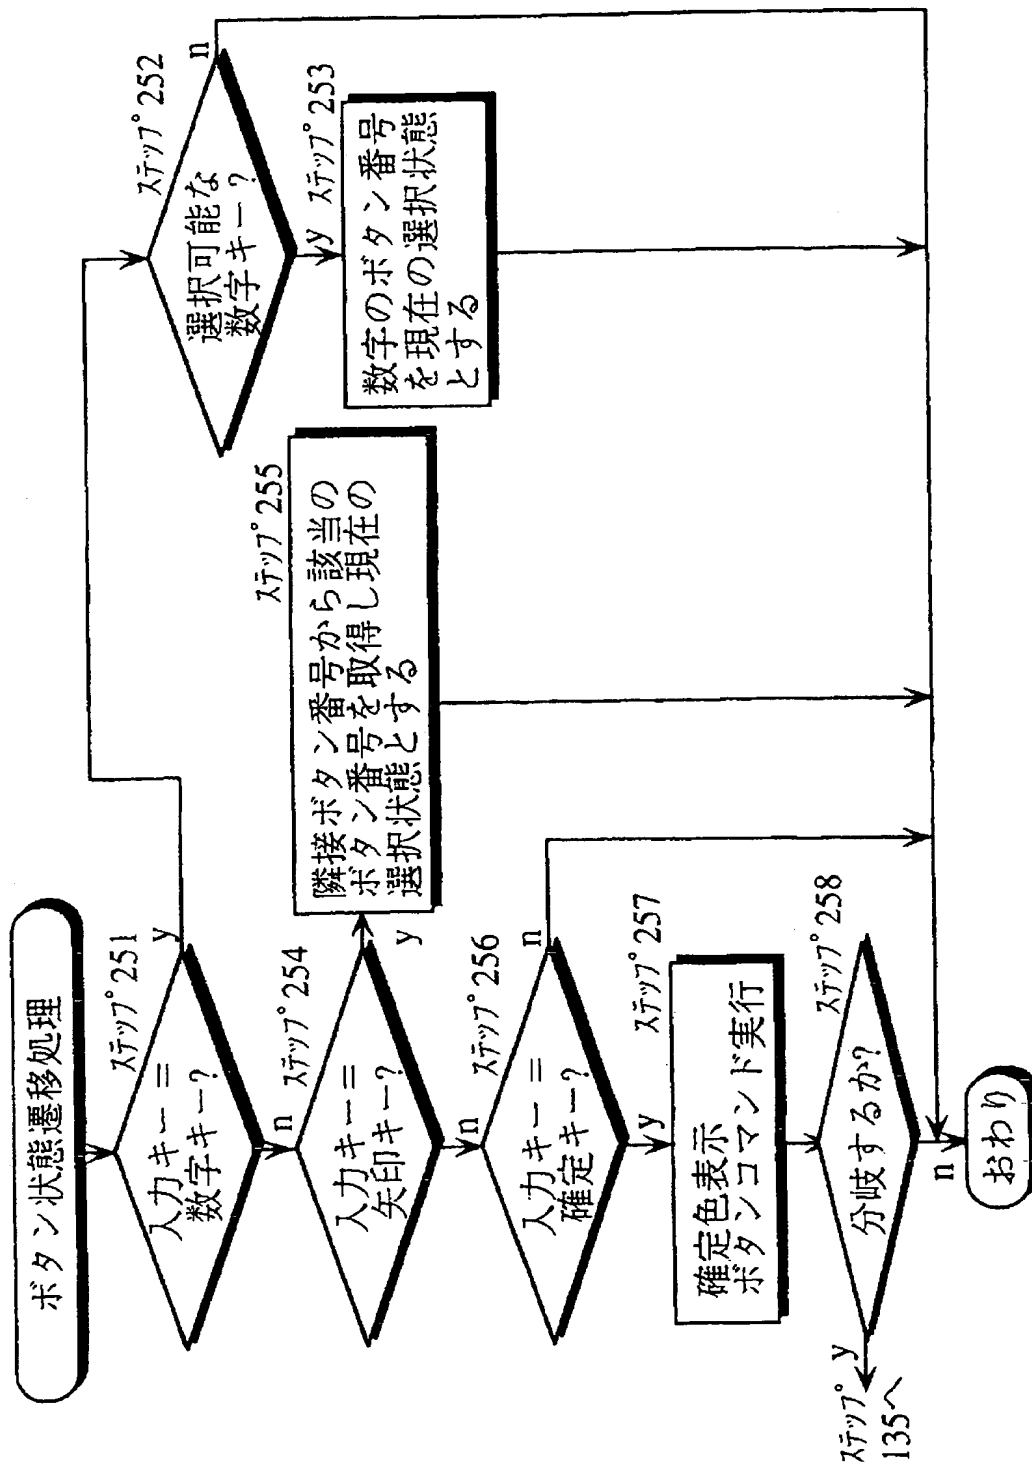 ボタン状態遷移処理
ステップ251
入力キー=
数字キー?
y
n
ステップ252
選択可能な
数字キー?
n
y
ステップ253
数字のボタン番号
を現在の選択状態
とする
ステップ254
入力キー=
矢印キー?
y
n
ステップ255
隣接ボタン番号から該当の
ボタン番号を取得し現在の
選択状態とする
ステップ256
入力キー=
確定キー?
n
y
ステップ257
確定色表示
ボタンコマンド実行
ステップ258
分岐するか?
y
ステップ
135へ
n
おわり